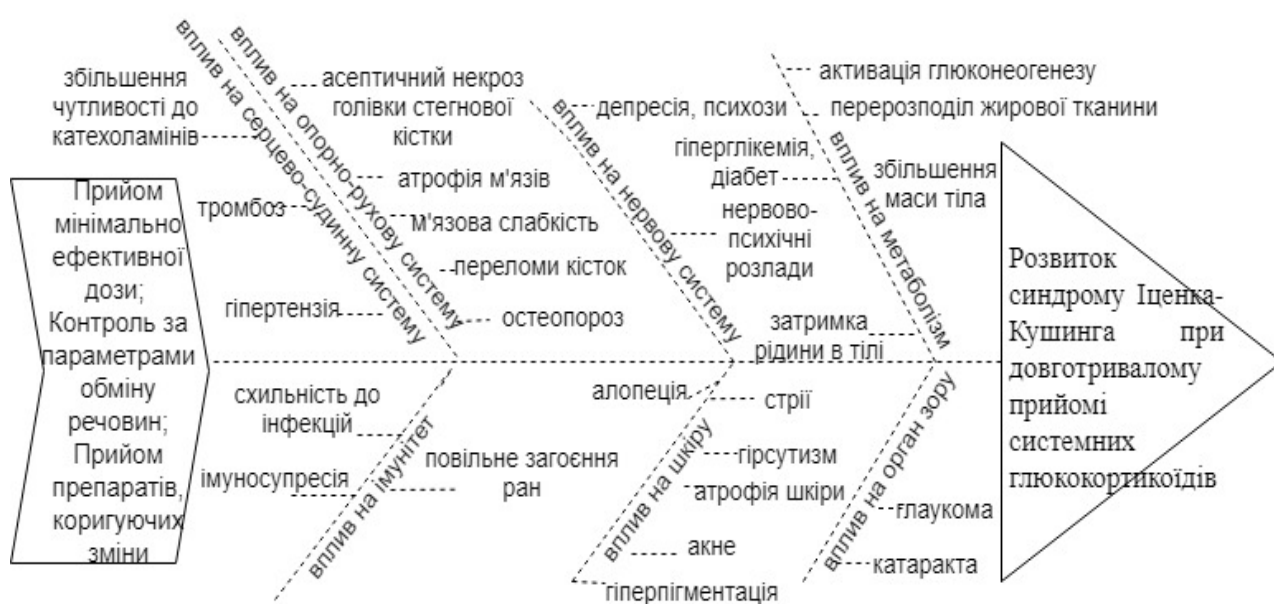 збільшення
чутливості до
катехоламінів
тромбоз
гіпертензія
вплив на серцево-судинну систему
вплив на опорно-рухову систему
асептичний некроз
голівки стегнової
кістки
атрофія м'язів
м'язова слабкість
переломи кісток
остеопороз
вплив на нервову систему
депресія, психози
нервово-
психічні
розлади
вплив на метаболізм
активація глюконеогенезу
перерозподіл жирової тканини
гіперглікемія,
діабет
збільшення
маси тіла
затримка
рідини в тілі
Прийом
мінімально
ефективної
дози;
Контроль за
параметрами
обміну
речовин;
Прийом
препаратів,
коригуючих
зміни
схильність до
інфекцій
імуносупресія
вплив на імунітет
повільне загоєння
ран
алопеція
стрії
вплив на шкіру
гірсутизм
атрофія шкіри
акне
гіперпігментація
вплив на орган зору
глаукома
катаракта
Розвиток
синдрому Іценка-
Кушинга при
довготривалому
прийомі
системних
глюкокортикоїдів